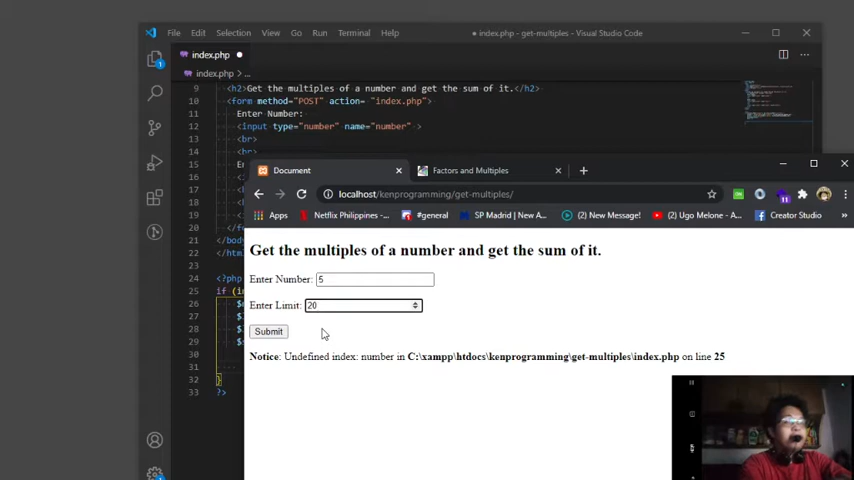 File Edit Selection View Go Run Terminal Help
● index.php - get-multiples - Visual Studio Code
index.php ●
index.php > ...
9 <h2>Get the multiples of a number and get the sum of it.</h2>
10 <form method="POST" action= "index.php">
11 Enter Number:
12 <input type="number" name="number" >
13 <br>
14 <br>
15 En
16 <i
17 <b
18 <b
19 <i
20 </fo
21 </body
22 </html
23
24 <?php
25 if (in
26 $n
27 $l
28 $
29 $s
30
31
32 }
33 ?>
Document
Factors and Multiples
localhost/kenprogramming/get-multiples/
Apps Netflix Philippines -... #general SP Madrid | No Ugo... (2) New Message! (2) Ugo Melone - A... Creator Studio
Get the multiples of a number and get the sum of it.
Enter Number: 5
Enter Limit: 20
Submit
Notice: Undefined index: number in C:\xampp\htdocs\kenprogramming\get-multiples\index.php on line 25